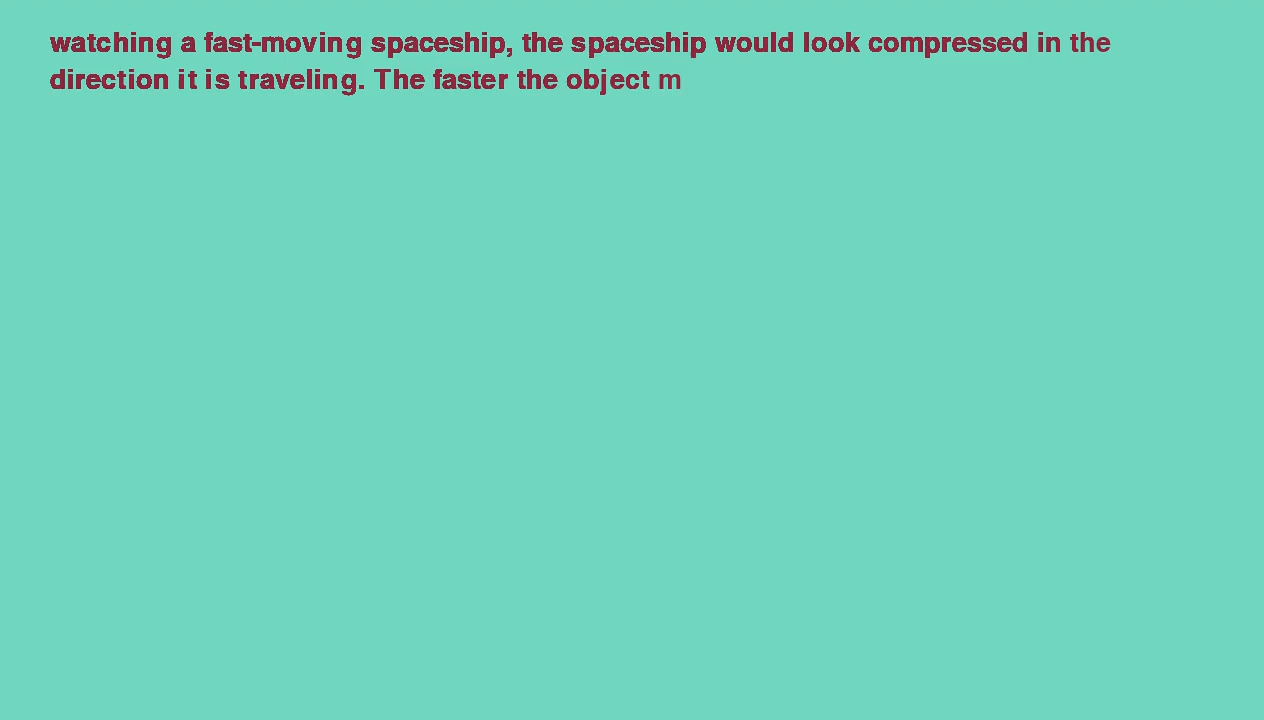 watching a fast-moving spaceship, the spaceship would look compressed in the
direction it is traveling. The faster the object m